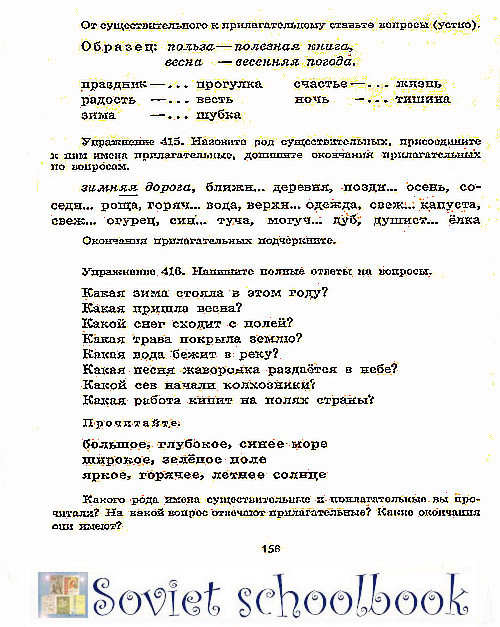 От существительного к прилагательному ставьте вопросы (устно).
Образец: польза — полезная книга,
весна — весенняя погода.
праздник — ... прогулка счастье — ... жизнь
радость — ... весть ночь — ... тишина
зима — ... шубка
Упражнение 415. Назовите род существительных, присоедините
к ним имена прилагательные, допишите окончания прилагательных
по вопросам.
зимняя дорога, ближн... деревня, поздн... осень, со-
седн... роща, горяч... вода, верхн... одежда, свеж... капуста,
свеж... огурец, син... туча, могуч... дуб, душист... ёлка
Окончания прилагательных подчеркните.
Упражнение 416. Напишите полные ответы на вопросы.
Какая зима стояла в этом году?
Какая пришла весна?
Какой снег сходит с полей?
Какая трава покрыла землю?
Какая вода бежит в реку?
Какая песня жаворонка раздаётся в небе?
Какой сев начали колхозники?
Какая работа кипит на полях страны?
Прочитайте.
большое, глубокое, синее море
широкое, зелёное поле
яркое, горячее, летнее солнце
Какого рода имена существительные и прилагательные вы про-
читали? На какой вопрос отвечают прилагательные? Какие окончания
они имеют?
156
Soviet schoolbook